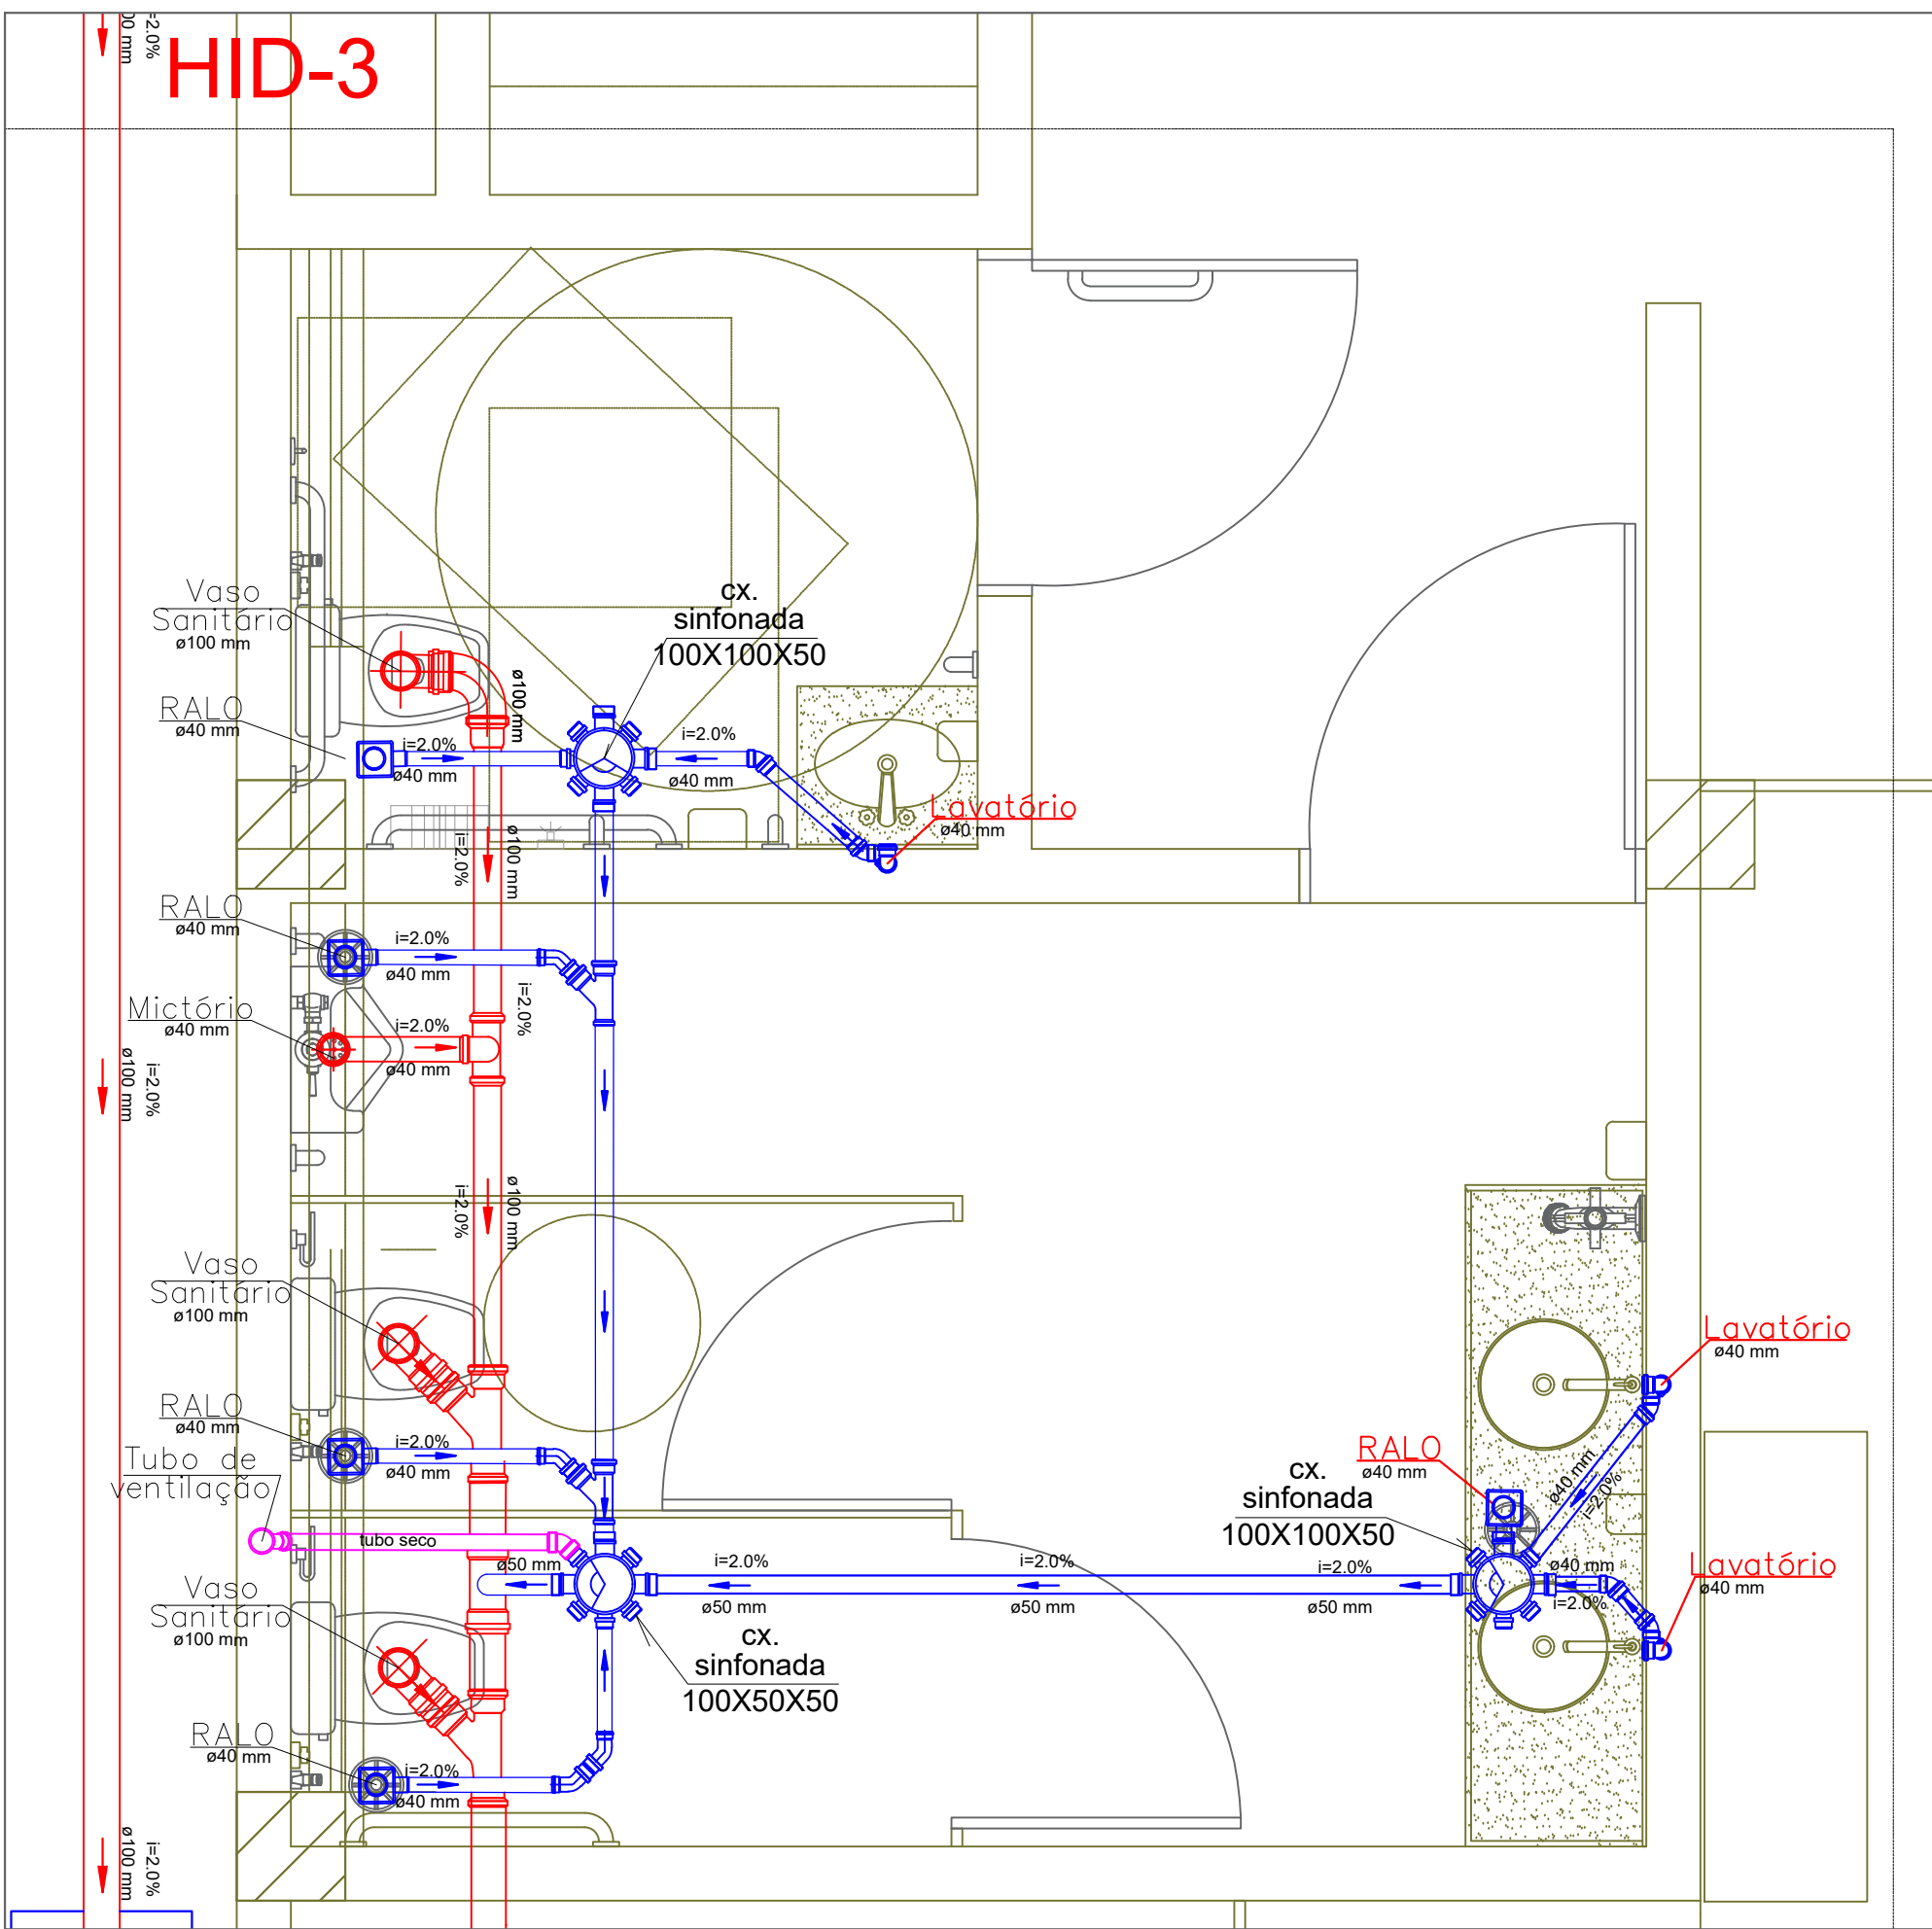 i=2.0%
00 mm
HID-3
Vaso
Sanitário
ø100 mm
cx.
sinfonada
100X100X50
ø100 mm
RALO
ø40 mm
i=2.0%
ø40 mm
i=2.0%
ø40 mm
Lavatório
ø40 mm
ø100 mm
i=2.0%
RALO
ø40 mm
i=2.0%
ø40 mm
i=2.0%
Mictório
ø40 mm
i=2.0%
ø40 mm
i=2.0%
ø100 mm
ø100 mm
i=2.0%
Vaso
Sanitário
ø100 mm
Lavatório
ø40 mm
RALO
ø40 mm
i=2.0%
ø40 mm
RALO
ø40 mm
ø40 mm
i=2.0%
Tubo de
ventilação
cx.
sinfonada
100X100X50
tubo seco
ø50 mm
i=2.0%
ø50 mm
i=2.0%
ø50 mm
i=2.0%
ø50 mm
ø40 mm
i=2.0%
Lavatório
ø40 mm
Vaso
Sanitário
ø100 mm
cx.
sinfonada
100X50X50
RALO
ø40 mm
i=2.0%
ø40 mm
i=2.0%
ø100 mm